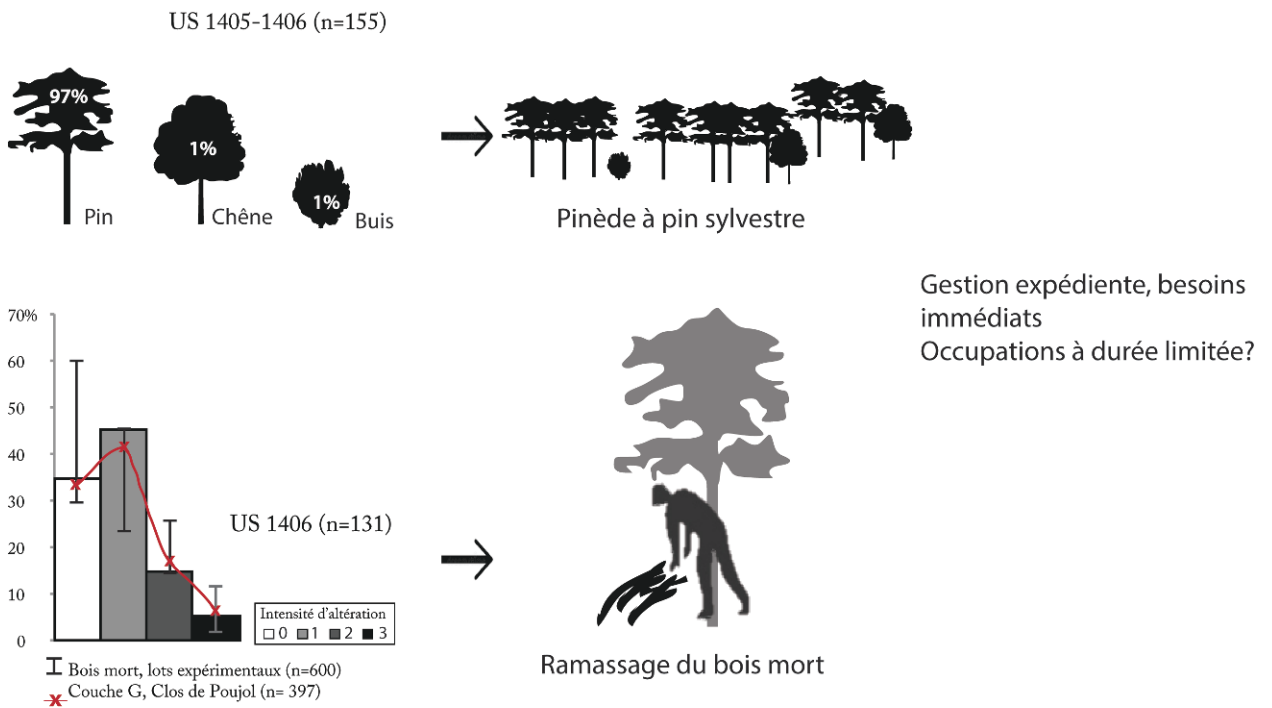 US 1405-1406 (n=155)
97%
1%
1%
Pin
Chêne
Buis
Pinède à pin sylvestre
Gestion expédiente, besoins
immédiats
Occupations à durée limitée?
70%
60
50
40
30
20
10
0
US 1406 (n=131)
Intensité d'altération
0 1 2 3
Bois mort, lots expérimentaux (n=600)
Couche G, Clos de Poujol (n= 397)
Ramassage du bois mort